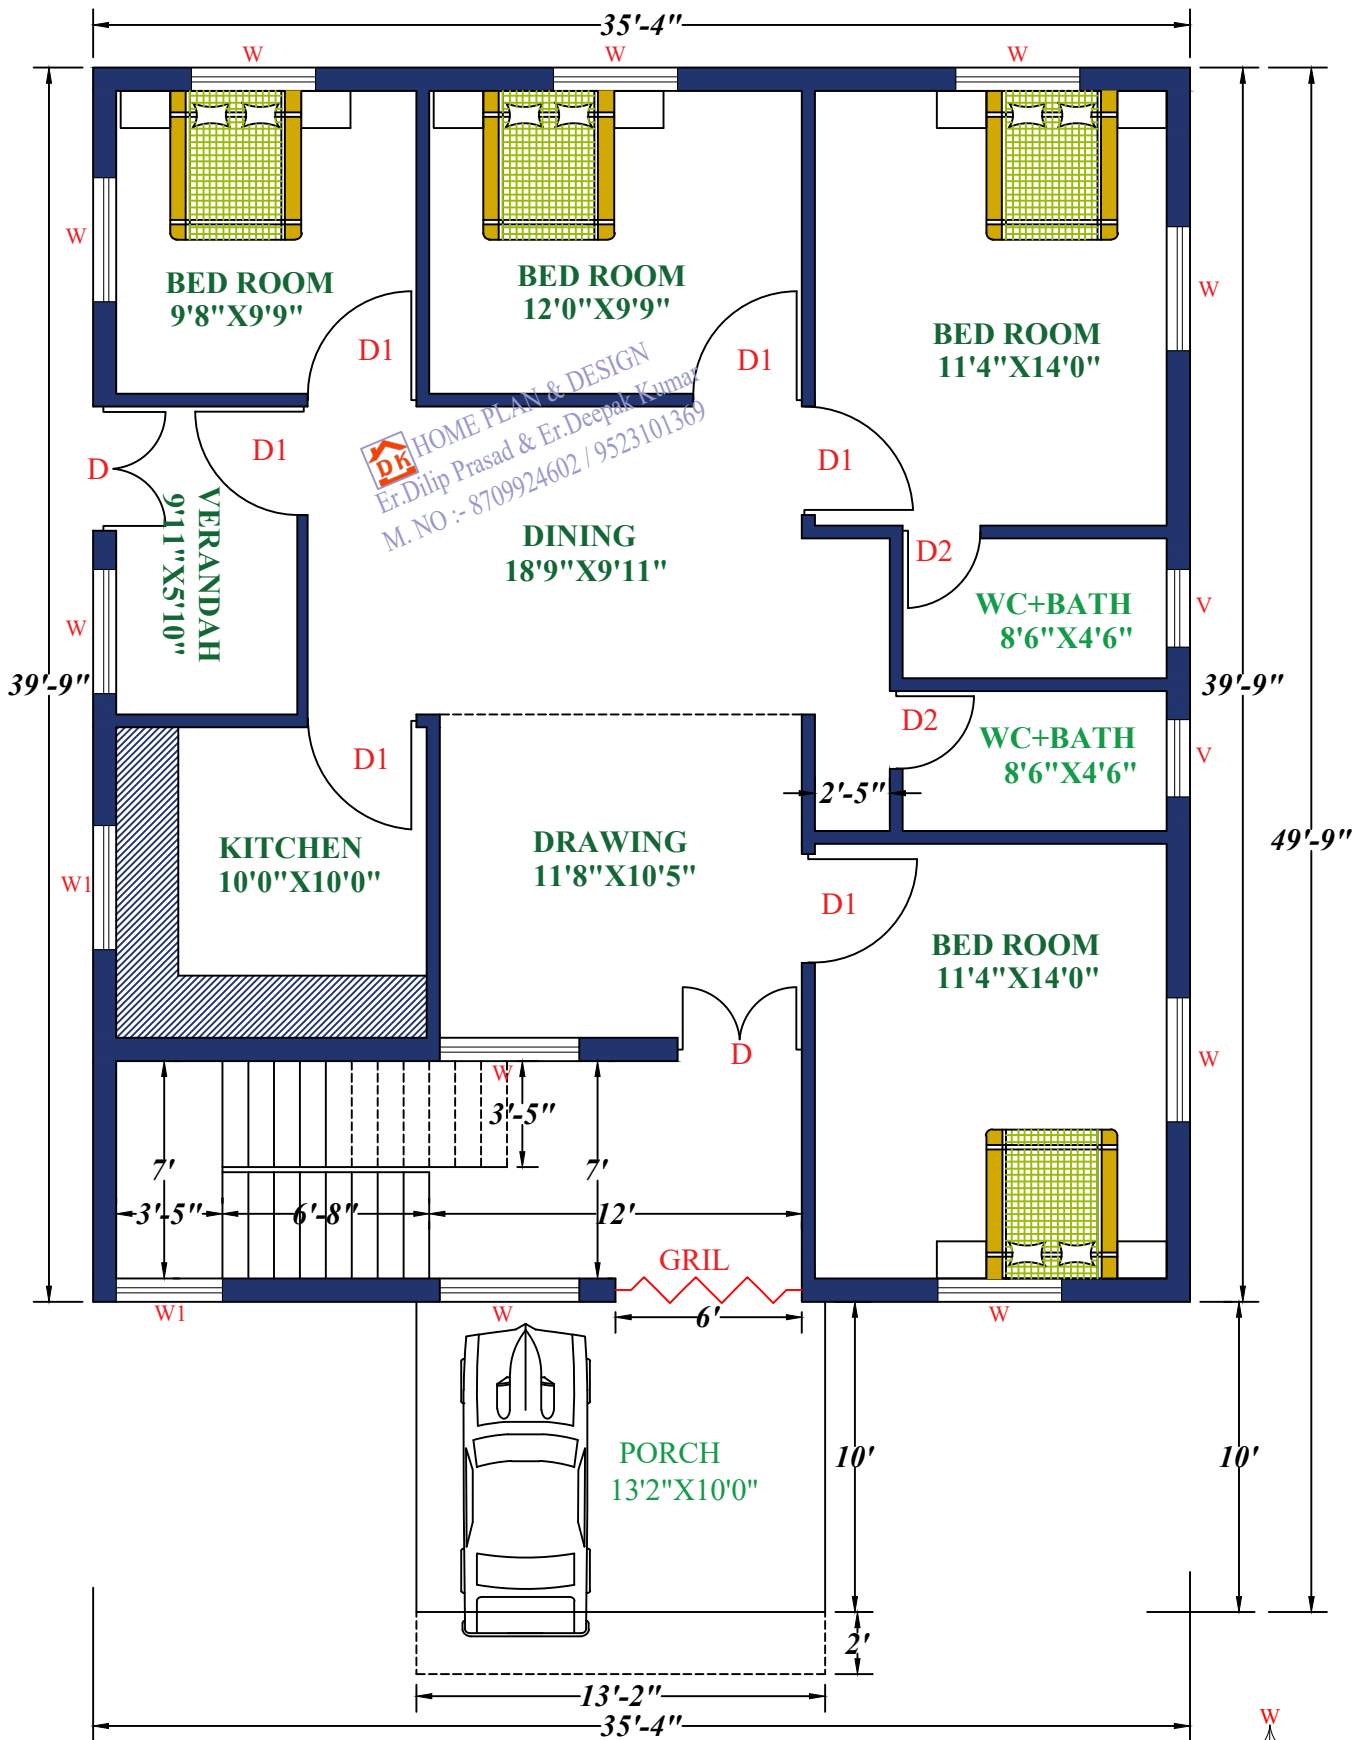 35'-4"
W W W
BED ROOM
9'8"X9'9"
BED ROOM
12'0"X9'9"
BED ROOM
11'4"X14'0"
W
W
D1
D1
D1
D1
D
DK
HOME PLAN & DESIGN
Er.Dilip Prasad & Er.Deepak Kumar
M. NO :- 8709924602 / 9523101369
VERANDAH
9'11"X5'10"
DINING
18'9"X9'11"
D2
WC+BATH
8'6"X4'6"
V
W
39'-9"
39'-9"
D2
WC+BATH
8'6"X4'6"
V
D1
2'-5"
49'-9"
KITCHEN
10'0"X10'0"
W1
DRAWING
11'8"X10'5"
D1
BED ROOM
11'4"X14'0"
D
W
W
3'-5"
7'
7'
3'-5"
6'-8"
12'
GRIL
W1
W
6'
W
PORCH
13'2"X10'0"
10'
10'
2'
13'-2"
35'-4"
W